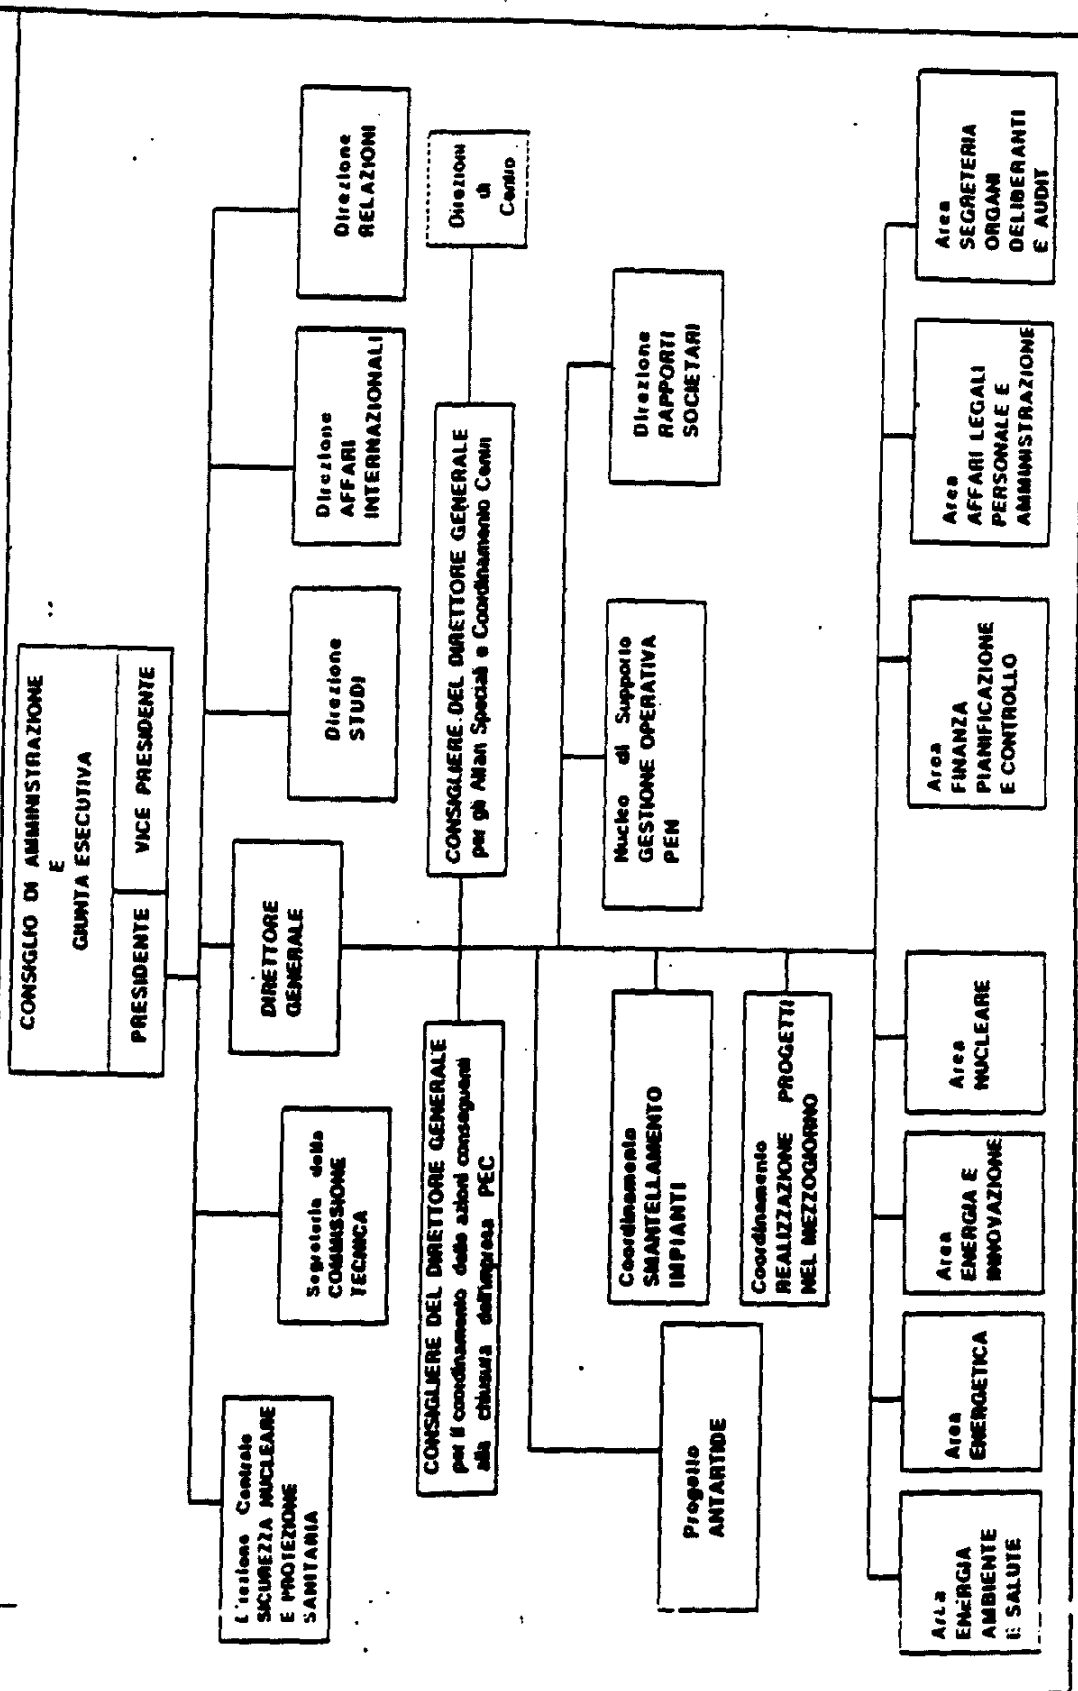 CONSIGLIO DI AMMINISTRAZIONE
E
GIUNTA ESECUTIVA
PRESIDENTE
VICE PRESIDENTE
Direzione Centrale
SICUREZZA NUCLEARE
E PROTEZIONE
SANITARIA
Segreteria della
COMMISSIONE
TECNICA
DIRETTORE
GENERALE
Direzione
STUDI
Direzione
AFFARI
INTERNAZIONALI
Direzione
RELAZIONI
CONSIGLIERE DEL DIRETTORE GENERALE
per il coordinamento delle azioni conseguenti
alla chiusura dell'impresa PEC
CONSIGLIERE DEL DIRETTORE GENERALE
per gli Affari Speciali e Coordinamento Centri
Direzioni
di
Centro
Progetto
ANTARTIDE
Coordinamento
SMANTELLAMENTO
IMPIANTI
Nucleo di Supporto
GESTIONE OPERATIVA
PEN
Direzione
RAPPORTI
SOCIETARI
Coordinamento
REALIZZAZIONE PROGETTI
NEL MEZZOGIORNO
Area
ENERGIA
AMBIENTE
E SALUTE
Area
ENERGETICA
Area
ENERGIA E
INNOVAZIONE
Area
NUCLEARE
Area
FINANZA
PIANIFICAZIONE
E CONTROLLO
Area
AFFARI LEGALI
PERSONALE E
AMMINISTRAZIONE
Area
SEGRETERIA
ORGANI
DELIBERANTI
E AUDIT